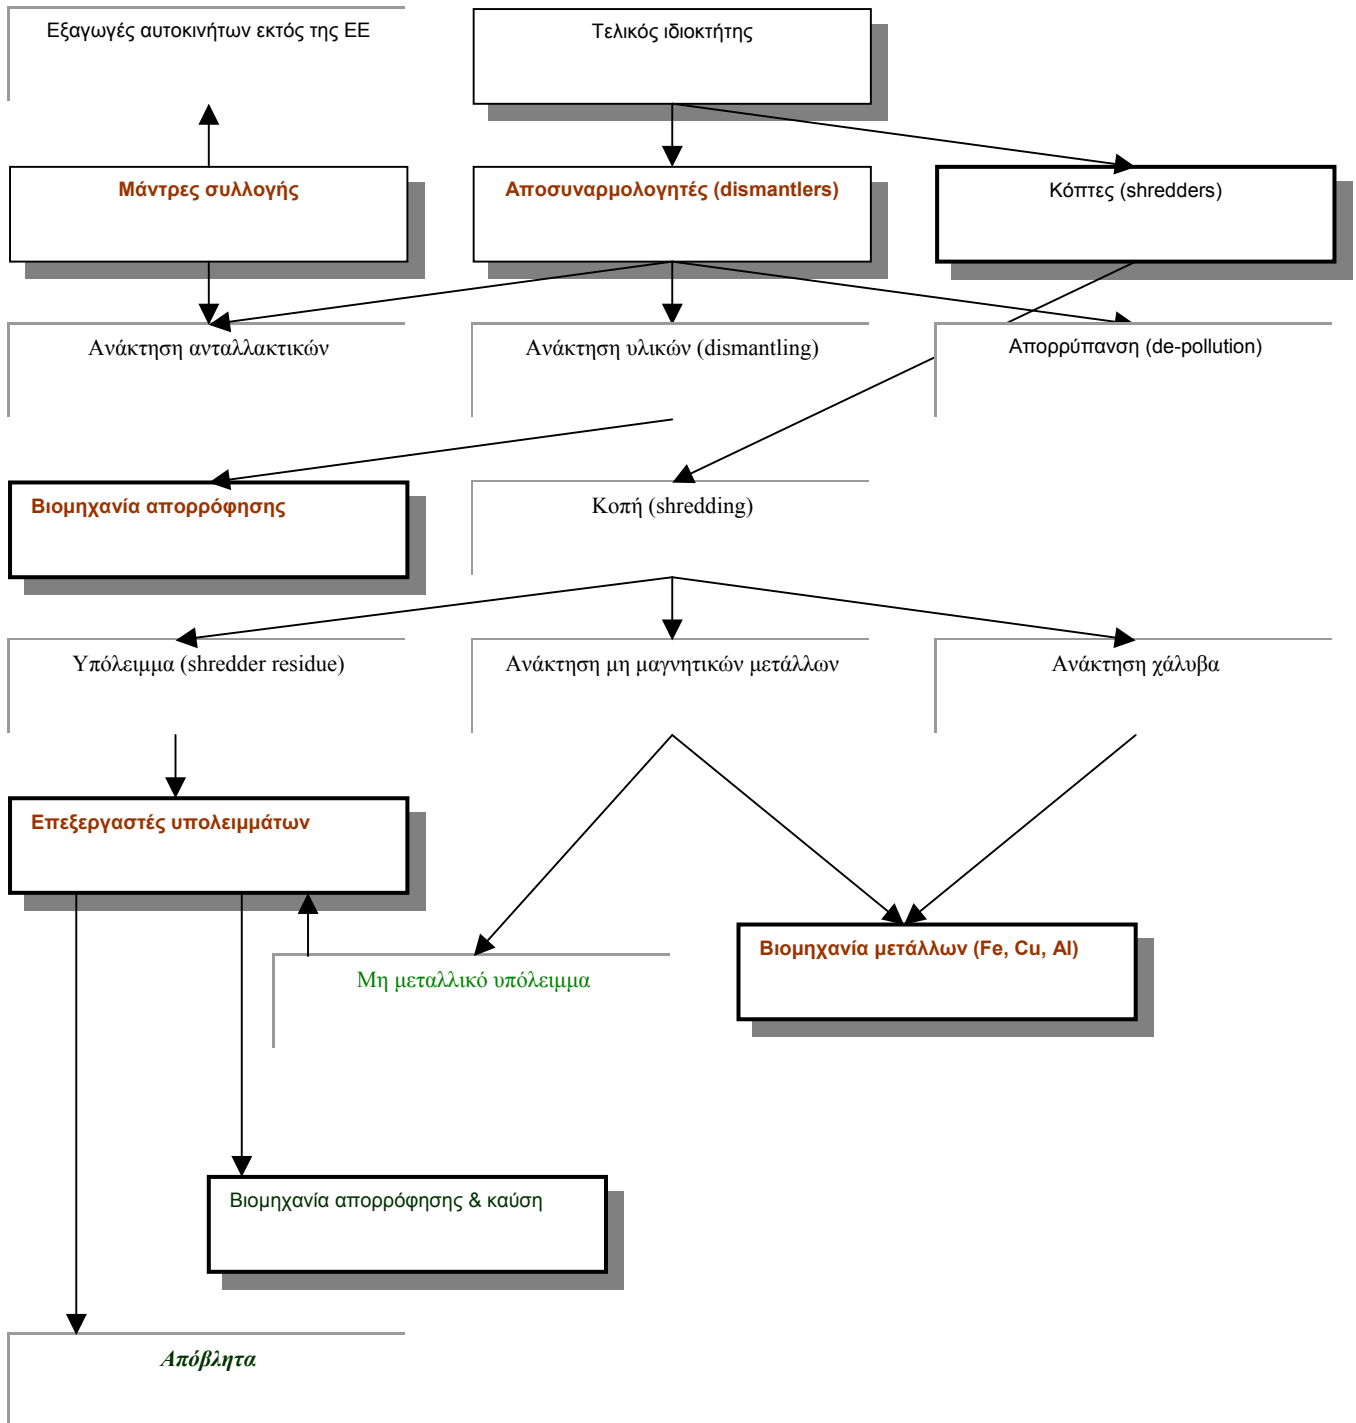 Εξαγωγές αυτοκινήτων εκτός της ΕΕ
Τελικός ιδιοκτήτης
Μάντρες συλλογής
Αποσυναρμολογητές (dismantlers)
Κόπτες (shredders)
Ανάκτηση ανταλλακτικών
Ανάκτηση υλικών (dismantling)
Απορρύπανση (de-pollution)
Βιομηχανία απορρόφησης
Κοπή (shredding)
Υπόλειμμα (shredder residue)
Ανάκτηση μη μαγνητικών μετάλλων
Ανάκτηση χάλυβα
Επεξεργαστές υπολειμμάτων
Βιομηχανία μετάλλων (Fe, Cu, Al)
Μη μεταλλικό υπόλειμμα
Βιομηχανία απορρόφησης & καύση
Απόβλητα